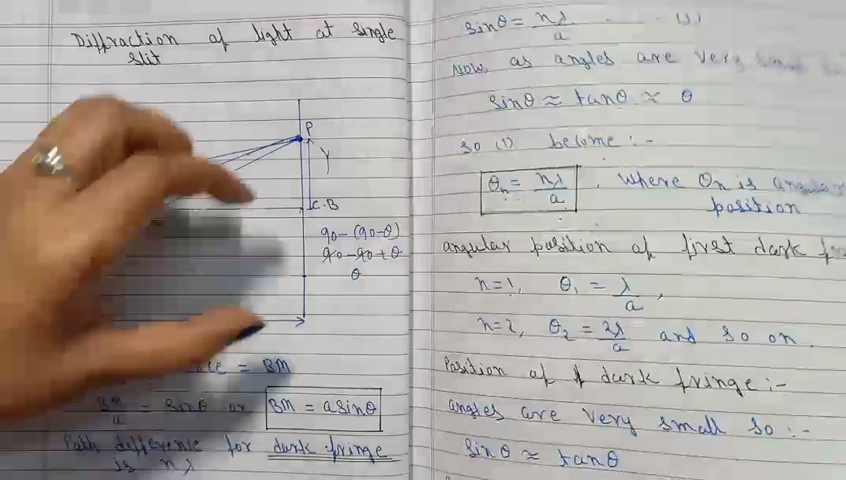 Diffraction of light at single
slit
P
Y
C.B
90-(90-θ)
90-90+θ
θ
= BM
BM/a = sinθ or BM = asinθ
Path difference for dark fringe
is nλ
sinθ = nλ/a
Now, as angles are very small
sinθ ≈ tanθ ≈ θ
so (1) become :-
θn = nλ/a , where θn is angular
position
angular position of first dark
n=1, θ1 = λ/a ,
n=2, θ2 = 2λ/a and so on.
Position of dark fringe :-
angles are very small so :-
sinθ ≈ tanθ